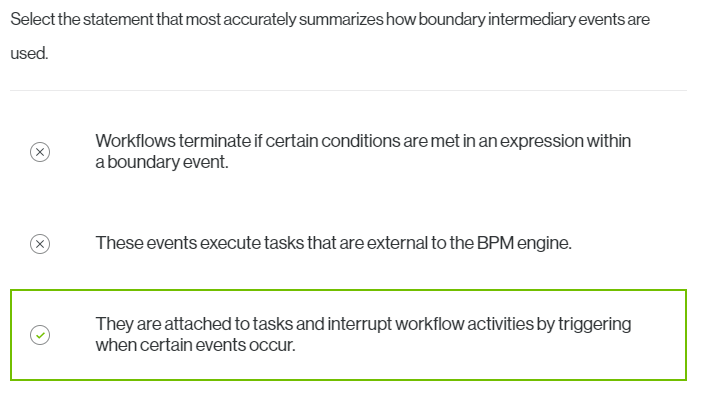 Select the statement that most accurately summarizes how boundary intermediary events are
used.
Workflows terminate if certain conditions are met in an expression within
a boundary event.
These events execute tasks that are external to the BPM engine.
They are attached to tasks and interrupt workflow activities by triggering
when certain events occur.